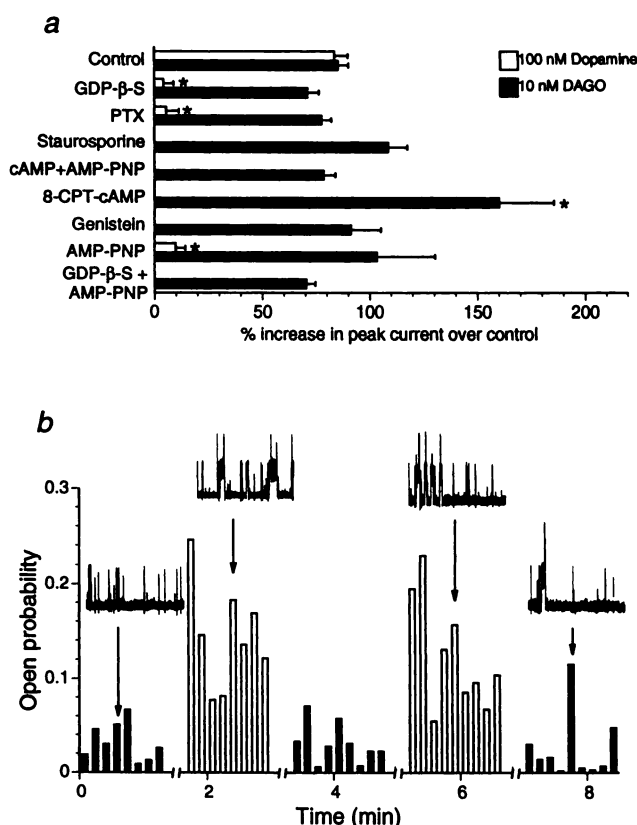 a
Control
GDP-β-S
PTX
Staurosporine
cAMP+AMP-PNP
8-CPT-cAMP
Genistein
AMP-PNP
GDP-β-S +
AMP-PNP
*
*
*
*
100 nM Dopamine
10 nM DAGO
0 50 100 150 200
% increase in peak current over control
b
Open probability
0.3
0.2
0.1
0
0 2 4 6 8
Time (min)